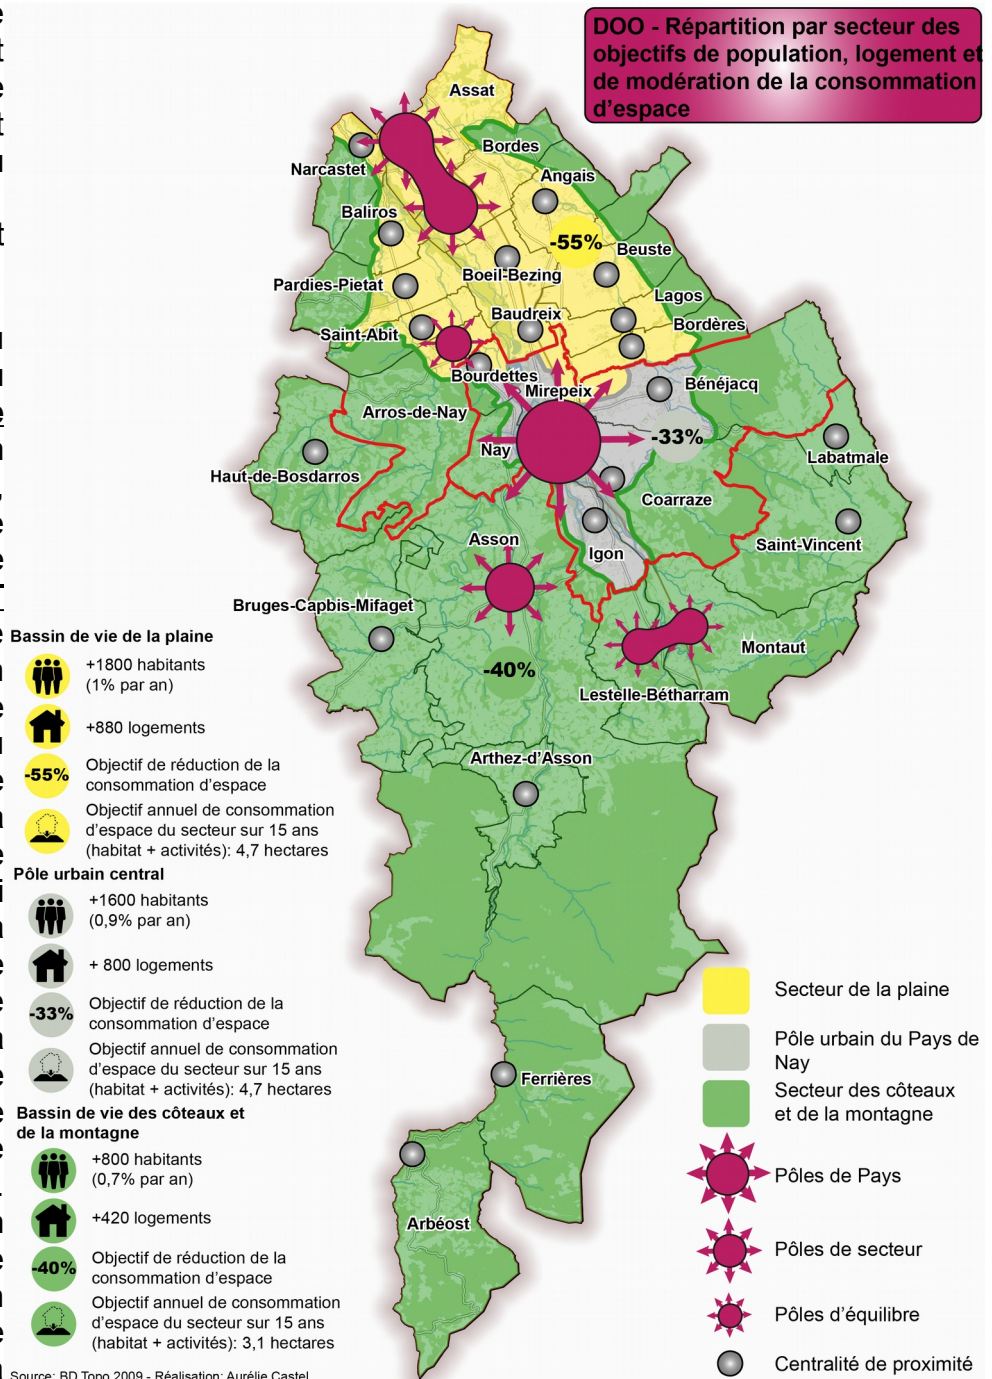 DOO - Répartition par secteur des
objectifs de population, logement et
de modération de la consommation
d'espace
Assat
Bordes
Narcastet
Angais
Baliros
-55%
Beuste
Boeil-Bezing
Pardies-Pietat
Lagos
Baudreix
Bordères
Saint-Abit
Bourdettes
Mirepeix
Bénéjacq
Arros-de-Nay
-33%
Nay
Labatmale
Haut-de-Bosdarros
Coarraze
Saint-Vincent
Asson
Igon
Bruges-Capbis-Mifaget
Montaut
-40%
Lestelle-Bétharram
Arthez-d'Asson
Ferrières
Arbéost
Bassin de vie de la plaine
+1800 habitants
(1% par an)
+880 logements
-55%
Objectif de réduction de la
consommation d'espace
Objectif annuel de consommation
d'espace du secteur sur 15 ans
(habitat + activités): 4,7 hectares
Pôle urbain central
+1600 habitants
(0,9% par an)
+ 800 logements
-33%
Objectif de réduction de la
consommation d'espace
Objectif annuel de consommation
d'espace du secteur sur 15 ans
(habitat + activités): 4,7 hectares
Bassin de vie des côteaux et
de la montagne
+800 habitants
(0,7% par an)
+420 logements
-40%
Objectif de réduction de la
consommation d'espace
Objectif annuel de consommation
d'espace du secteur sur 15 ans
(habitat + activités): 3,1 hectares
Source: BD Topo 2009 - Réalisation: Aurélie Castel
Secteur de la plaine
Pôle urbain du Pays de
Nay
Secteur des côteaux
et de la montagne
Pôles de Pays
Pôles de secteur
Pôles d'équilibre
Centralité de proximité